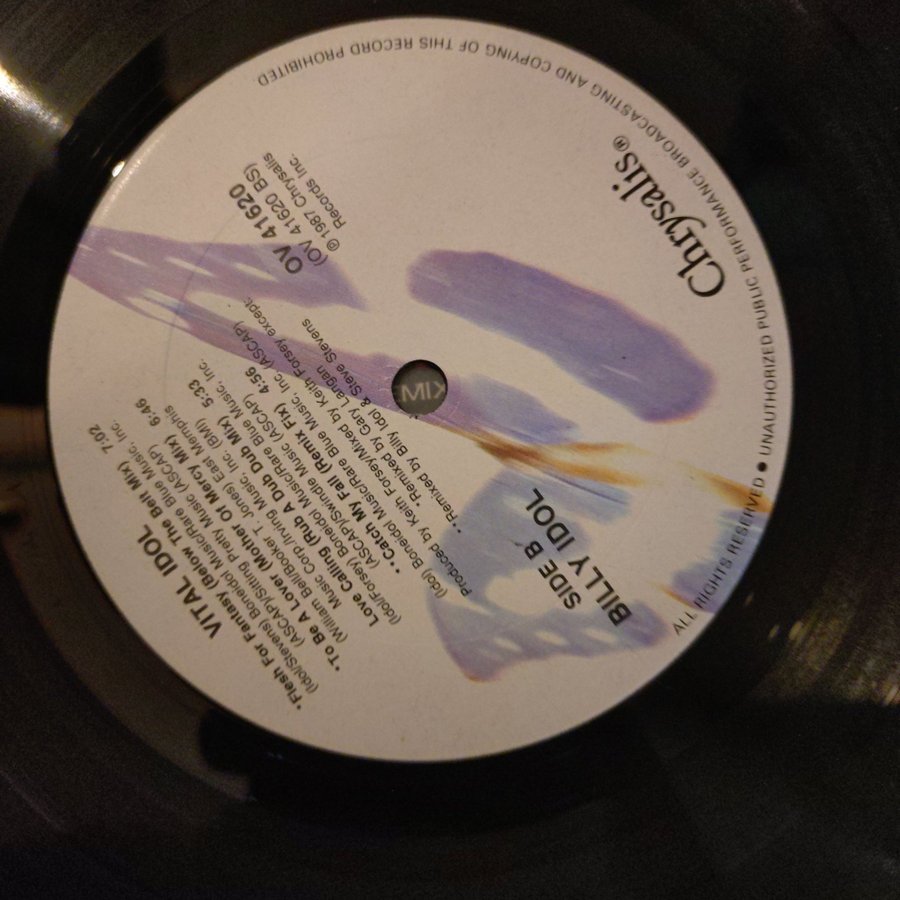 Chrysalis®
SIDE B
BILLY IDOL
OV 41620
(OV 41620 BS)
℗ 1987 Chrysalis
Records Inc.
VITAL IDOL
*Flesh For Fantasy (Below The Belt Mix) 7:02
(Idol/Stevens) Boneidol Music/Rare Blue Music, Inc.
(ASCAP)/Sitting Pretty Music (ASCAP)
*To Be A Lover (Mother Of Mercy Mix) 6:46
(William Bell/Booker T. Jones) East Memphis
Music Corp/Irving Music, Inc. (BMI)
Love Calling (Rub A Dub Dub Mix) 5:33
(Idol/Forsey) Boneidol Music/Rare Blue Music, Inc.
(ASCAP)/Swindle Music (ASCAP)
**Catch My Fall (Remix Fix) 4:56
(Idol) Boneidol Music/Rare Blue Music, Inc. (ASCAP)
Produced by Keith Forsey/Mixed by Keith Forsey except:
*Remixed by Gary Langan
**Remixed by Billy Idol & Steve Stevens
ALL RIGHTS RESERVED ● UNAUTHORIZED PUBLIC PERFORMANCE BROADCASTING AND COPYING OF THIS RECORD PROHIBITED.